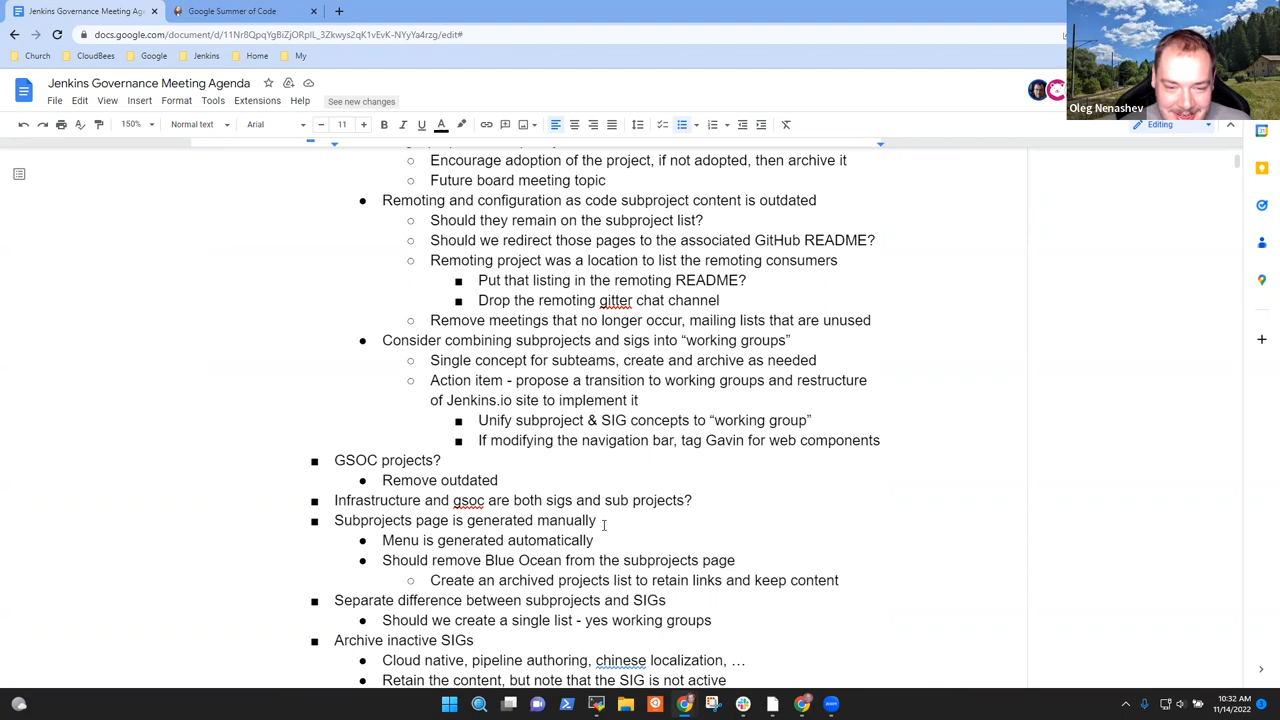 Jenkins Governance Meeting Age
Google Summer of Code
docs.google.com/document/d/11Nr8QpqYgBiZjORpIL_3Zkwys2qK1vEvK-NYyYa4rzg/edit#
Church
CloudBees
Google
Jenkins
Home
My
Jenkins Governance Meeting Agenda
File Edit View Insert Format Tools Extensions Help See new changes
150% Normal text Arial 11 Editing
Oleg Nenashev
Encourage adoption of the project, if not adopted, then archive it
Future board meeting topic
Remoting and configuration as code subproject content is outdated
Should they remain on the subproject list?
Should we redirect those pages to the associated GitHub README?
Remoting project was a location to list the remoting consumers
Put that listing in the remoting README?
Drop the remoting gitter chat channel
Remove meetings that no longer occur, mailing lists that are unused
Consider combining subprojects and sigs into “working groups”
Single concept for subteams, create and archive as needed
Action item - propose a transition to working groups and restructure
of Jenkins.io site to implement it
Unify subproject & SIG concepts to “working group”
If modifying the navigation bar, tag Gavin for web components
GSOC projects?
Remove outdated
Infrastructure and gsoc are both sigs and sub projects?
Subprojects page is generated manually
Menu is generated automatically
Should remove Blue Ocean from the subprojects page
Create an archived projects list to retain links and keep content
Separate difference between subprojects and SIGs
Should we create a single list - yes working groups
Archive inactive SIGs
Cloud native, pipeline authoring, chinese localization, …
Retain the content, but note that the SIG is not active
10:32 AM
11/14/2022